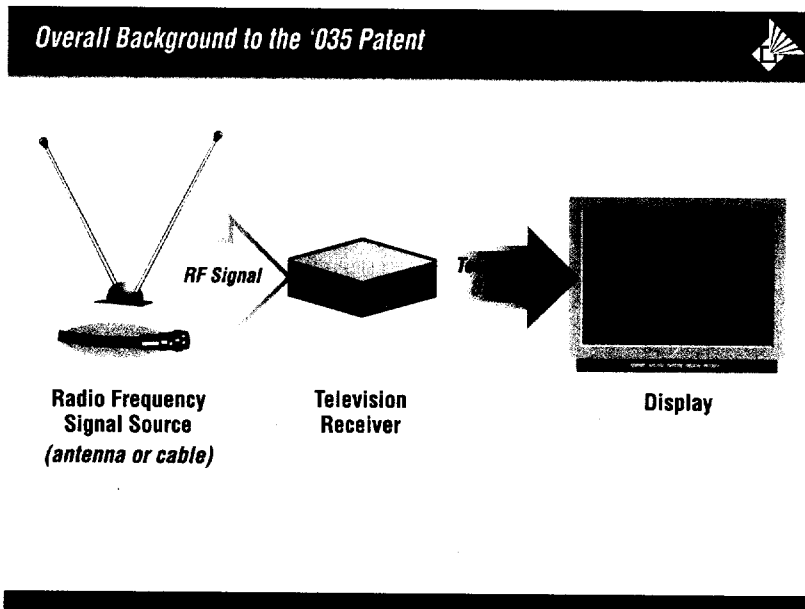 Overall Background to the '035 Patent
RF Signal
Radio Frequency
Signal Source
(antenna or cable)
Television
Receiver
Display